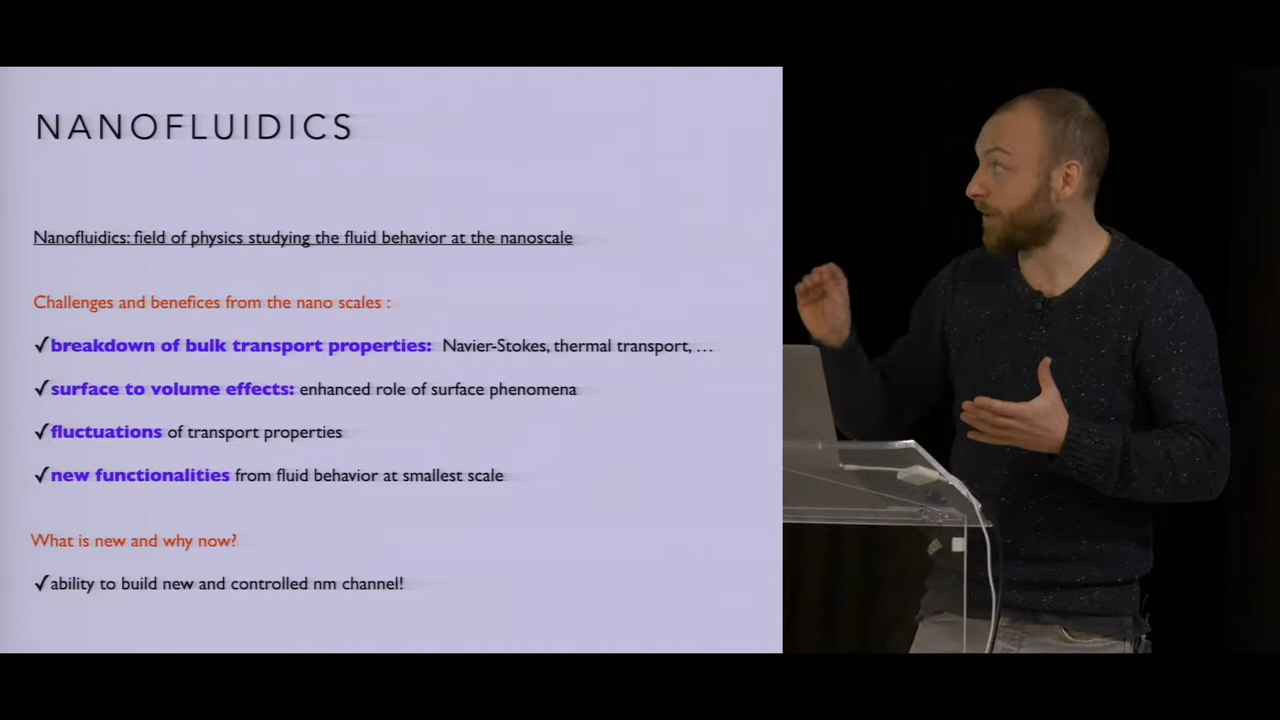 NANOFLUIDICS
Nanofluidics: field of physics studying the fluid behavior at the nanoscale
Challenges and benefices from the nano scales :
✓breakdown of bulk transport properties: Navier-Stokes, thermal transport, …
✓surface to volume effects: enhanced role of surface phenomena
✓fluctuations of transport properties
✓new functionalities from fluid behavior at smallest scale
What is new and why now?
✓ability to build new and controlled nm channel!